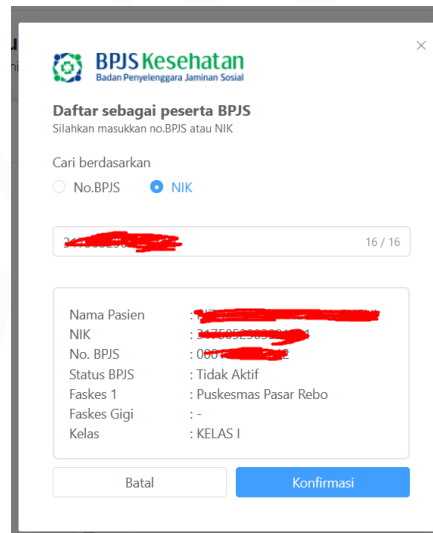 BPJS Kesehatan
Badan Penyelenggara Jaminan Sosial
Daftar sebagai peserta BPJS
Silahkan masukkan no.BPJS atau NIK
Cari berdasarkan
No.BPJS NIK
16 / 16
Nama Pasien :
NIK :
No. BPJS :
Status BPJS : Tidak Aktif
Faskes 1 : Puskesmas Pasar Rebo
Faskes Gigi : -
Kelas : KELAS I
Batal Konfirmasi